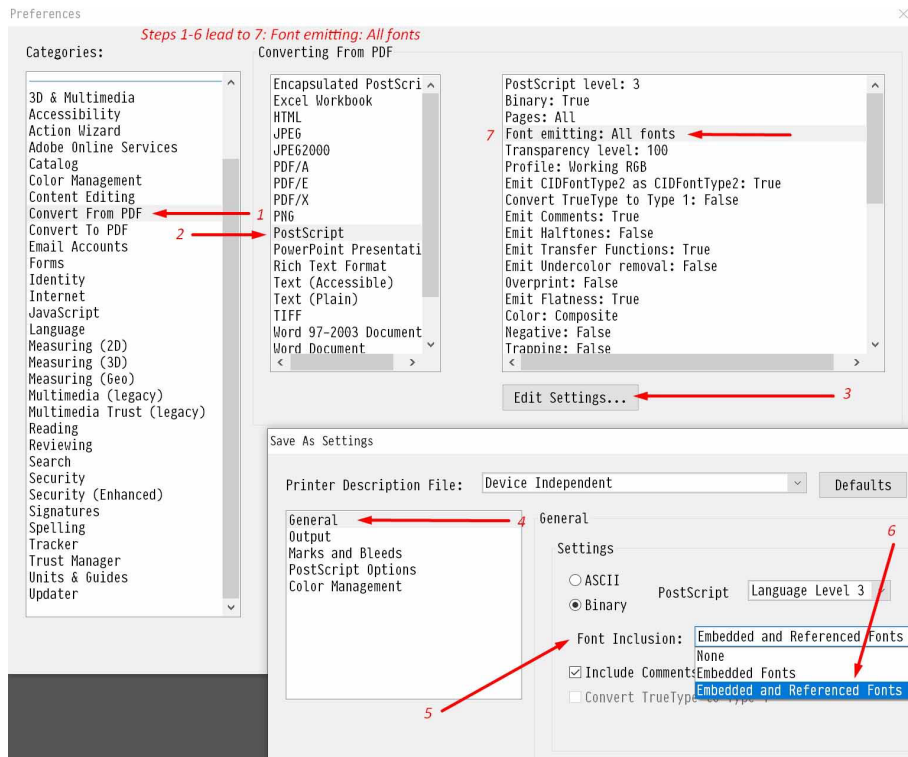 Preferences
Steps 1-6 lead to 7: Font emitting: All fonts
Categories:
3D & Multimedia
Accessibility
Action Wizard
Adobe Online Services
Catalog
Color Management
Content Editing
Convert From PDF
1
Convert To PDF
Email Accounts
Forms
Identity
Internet
JavaScript
Language
Measuring (2D)
Measuring (3D)
Measuring (Geo)
Multimedia (legacy)
Multimedia Trust (legacy)
Reading
Reviewing
Search
Security
Security (Enhanced)
Signatures
Spelling
Tracker
Trust Manager
Units & Guides
Updater
Converting From PDF
Encapsulated PostScri
Excel Workbook
HTML
JPEG
JPEG2000
PDF/A
PDF/E
PDF/X
PNG
2 PostScript
PowerPoint Presentati
Rich Text Format
Text (Accessible)
Text (Plain)
TIFF
Word 97-2003 Document
Word Document
PostScript level: 3
Binary: True
Pages: All
7 Font emitting: All fonts
Transparency level: 100
Profile: Working RGB
Emit CIDFontType2 as CIDFontType2: True
Convert TrueType to Type 1: False
Emit Comments: True
Emit Halftones: False
Emit Transfer Functions: True
Emit Undercolor removal: False
Overprint: False
Emit Flatness: True
Color: Composite
Negative: False
Trapping: False
Edit Settings... 3
Save As Settings
Printer Description File: Device Independent Defaults
General 4
Output
Marks and Bleeds
PostScript Options
Color Management
General
6
Settings
ASCII
Binary
PostScript Language Level 3
Font Inclusion: Embedded and Referenced Fonts
None
Include Comments Embedded Fonts
Embedded and Referenced Fonts
Convert TrueType to Type
5